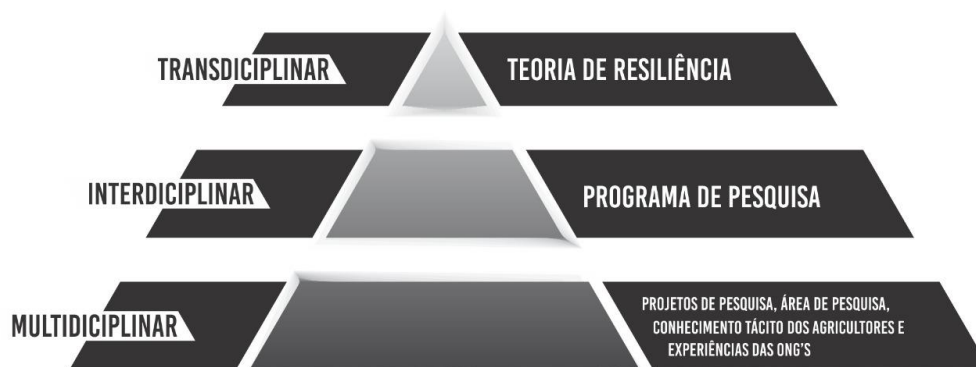 TRANSDICIPLINAR
TEORIA DE RESILIÊNCIA
INTERDICIPLINAR
PROGRAMA DE PESQUISA
MULTIDICIPLINAR
PROJETOS DE PESQUISA, ÁREA DE PESQUISA,
CONHECIMENTO TÁCITO DOS AGRICULTORES E
EXPERIÊNCIAS DAS ONG'S